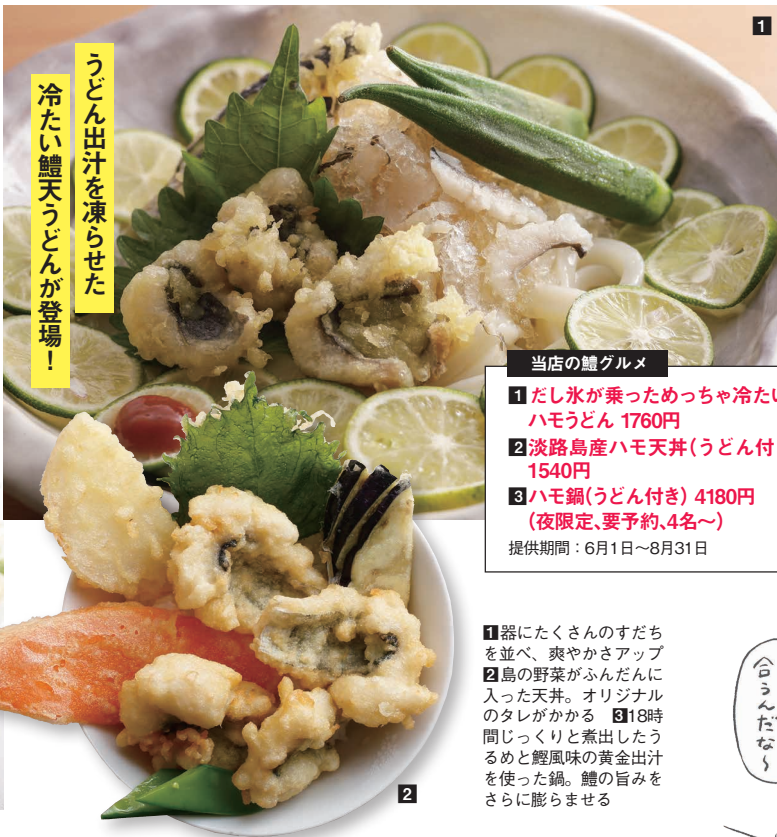 1
うどん出汁を凍らせた
冷たい鱧天うどんが登場！
当店の鱧グルメ
1 だし氷が乗っためっちゃ冷たい
ハモうどん 1760円
2 淡路島産ハモ天丼(うどん付
1540円
3 ハモ鍋(うどん付き) 4180円
(夜限定、要予約、4名〜)
提供期間：6月1日〜8月31日
1 器にたくさんのすだち
を並べ、爽やかさアップ
2 島の野菜がふんだんに
入った天丼。オリジナル
のタレがかかる 3 18時
間じっくりと煮出したう
るめと鰹風味の黄金出汁
を使った鍋。鱧の旨みを
さらに膨らませる
合うんだな〜
2